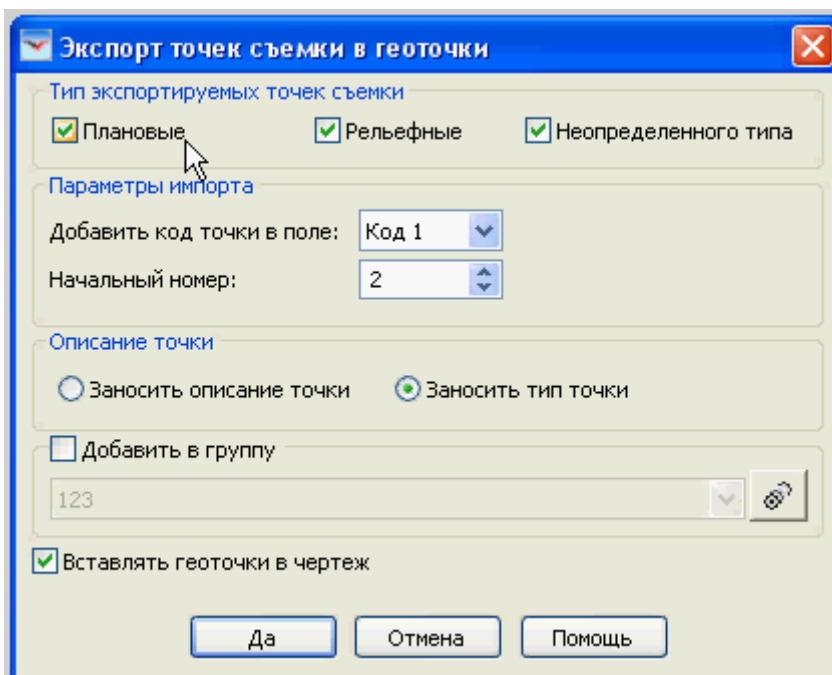 Экспорт точек съемки в геоточки
Тип экспортируемых точек съемки
Плановые Рельефные Неопределенного типа
Параметры импорта
Добавить код точки в поле: Код 1
Начальный номер: 2
Описание точки
Заносить описание точки Заносить тип точки
Добавить в группу
123
Вставлять геоточки в чертеж
Да Отмена Помощь